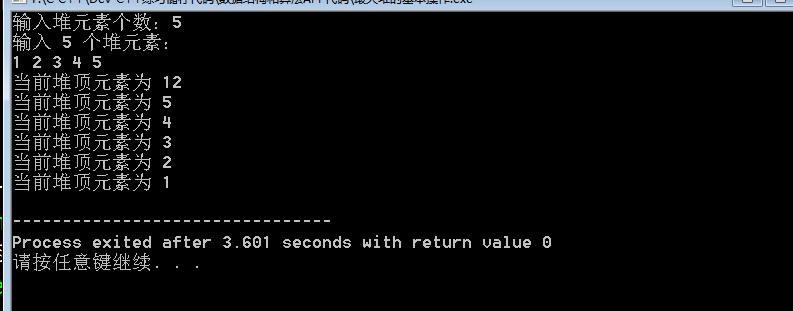 输入堆元素个数：5
输入 5 个堆元素：
1 2 3 4 5
当前堆顶元素为 12
当前堆顶元素为 5
当前堆顶元素为 4
当前堆顶元素为 3
当前堆顶元素为 2
当前堆顶元素为 1
--------------------------------
Process exited after 3.601 seconds with return value 0
请按任意键继续. . .